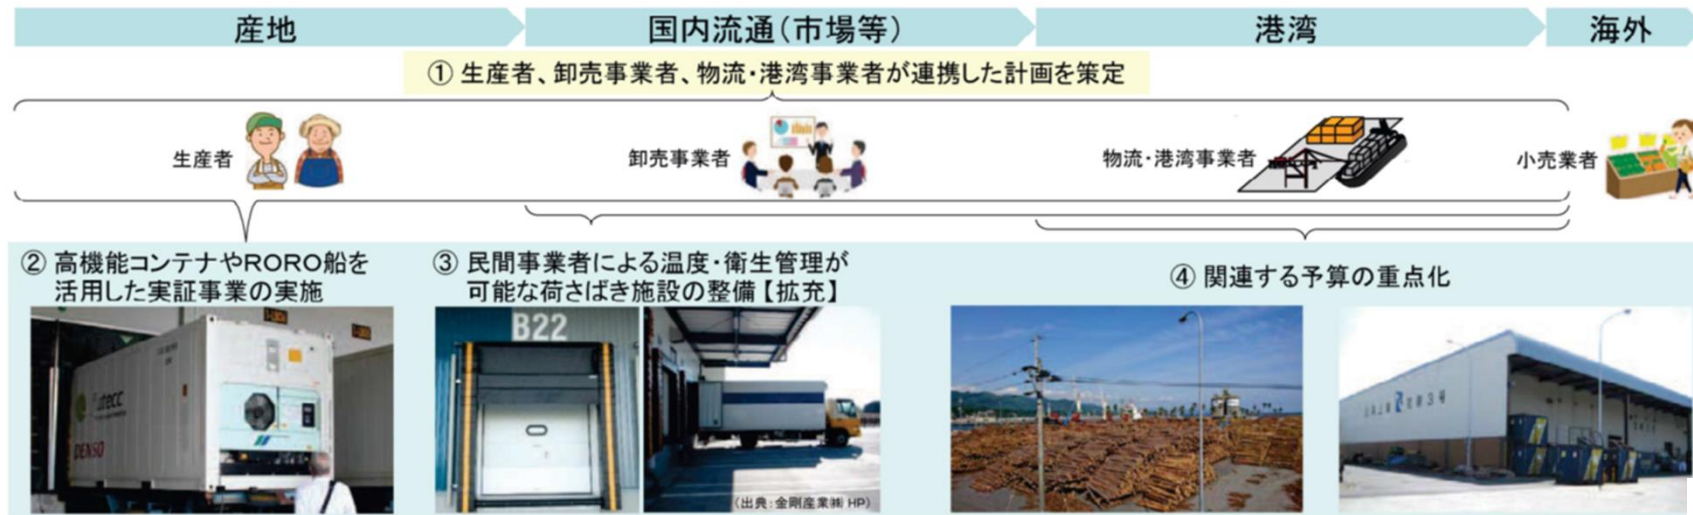 産地
国内流通(市場等)
港湾
海外
① 生産者、卸売事業者、物流・港湾事業者が連携した計画を策定
生産者
卸売事業者
物流・港湾事業者
小売業者
② 高機能コンテナやRORO船を
活用した実証事業の実施
③ 民間事業者による温度・衛生管理が
可能な荷さばき施設の整備【拡充】
④ 関連する予算の重点化
DENSO
B22
(出典:金剛産業㈱ HP)